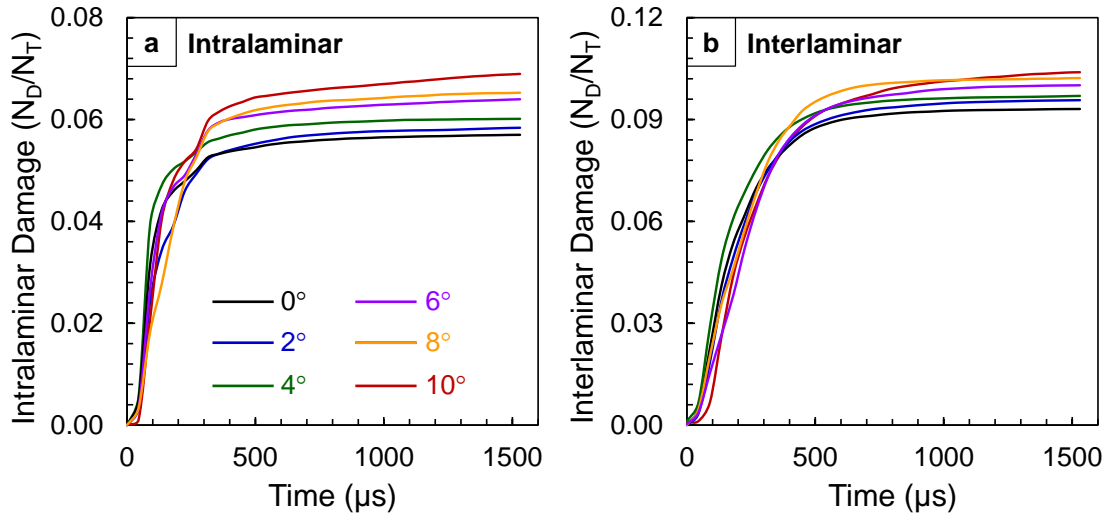 a Intralaminar
Intralaminar Damage (N_D/N_T)
0.08
0.06
0.04
0.02
0.00
0°
2°
4°
6°
8°
10°
0 500 1000 1500
Time (µs)
b Interlaminar
Interlaminar Damage (N_D/N_T)
0.12
0.09
0.06
0.03
0.00
0 500 1000 1500
Time (µs)